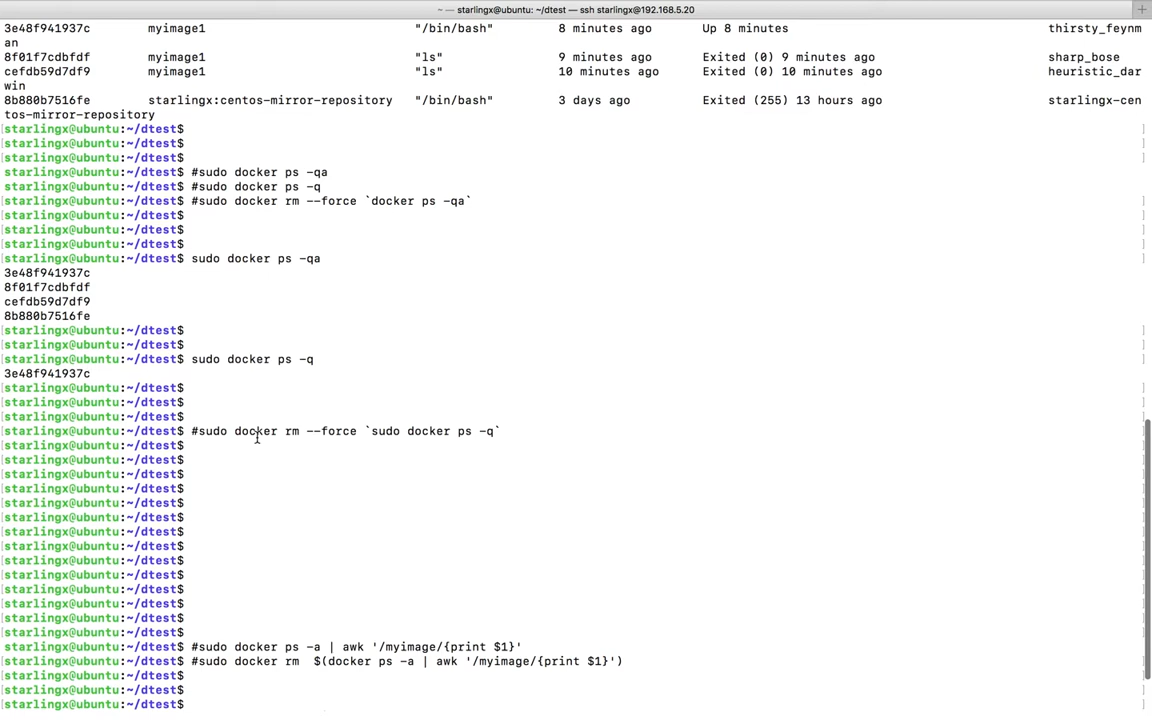 ~ — starlingx@ubuntu: ~/dtest — ssh starlingx@192.168.5.20
3e48f941937c myimage1 "/bin/bash" 8 minutes ago Up 8 minutes thirsty_feynm
an
8f01f7cdbfdf myimage1 "ls" 9 minutes ago Exited (0) 9 minutes ago sharp_bose
cefdb59d7df9 myimage1 "ls" 10 minutes ago Exited (0) 10 minutes ago heuristic_dar
win
8b880b7516fe starlingx:centos-mirror-repository "/bin/bash" 3 days ago Exited (255) 13 hours ago starlingx-cen
tos-mirror-repository
[starlingx@ubuntu:~/dtest$ ]
[starlingx@ubuntu:~/dtest$ ]
[starlingx@ubuntu:~/dtest$ ]
starlingx@ubuntu:~/dtest$ #sudo docker ps -qa
starlingx@ubuntu:~/dtest$ #sudo docker ps -q
[starlingx@ubuntu:~/dtest$ #sudo docker rm --force `docker ps -qa` ]
[starlingx@ubuntu:~/dtest$ ]
[starlingx@ubuntu:~/dtest$ ]
[starlingx@ubuntu:~/dtest$ ]
[starlingx@ubuntu:~/dtest$ sudo docker ps -qa ]
3e48f941937c
8f01f7cdbfdf
cefdb59d7df9
8b880b7516fe
[starlingx@ubuntu:~/dtest$ ]
[starlingx@ubuntu:~/dtest$ ]
[starlingx@ubuntu:~/dtest$ sudo docker ps -q ]
3e48f941937c
[starlingx@ubuntu:~/dtest$ ]
[starlingx@ubuntu:~/dtest$ ]
[starlingx@ubuntu:~/dtest$ ]
[starlingx@ubuntu:~/dtest$ #sudo docker rm --force `sudo docker ps -q` ]
[starlingx@ubuntu:~/dtest$ ]
[starlingx@ubuntu:~/dtest$ ]
[starlingx@ubuntu:~/dtest$ ]
[starlingx@ubuntu:~/dtest$ ]
[starlingx@ubuntu:~/dtest$ ]
[starlingx@ubuntu:~/dtest$ ]
[starlingx@ubuntu:~/dtest$ ]
[starlingx@ubuntu:~/dtest$ ]
[starlingx@ubuntu:~/dtest$ ]
[starlingx@ubuntu:~/dtest$ ]
[starlingx@ubuntu:~/dtest$ ]
[starlingx@ubuntu:~/dtest$ ]
[starlingx@ubuntu:~/dtest$ ]
[starlingx@ubuntu:~/dtest$ ]
starlingx@ubuntu:~/dtest$ #sudo docker ps -a | awk '/myimage/{print $1}'
[starlingx@ubuntu:~/dtest$ #sudo docker rm $(docker ps -a | awk '/myimage/{print $1}') ]
[starlingx@ubuntu:~/dtest$ ]
[starlingx@ubuntu:~/dtest$ ]
[starlingx@ubuntu:~/dtest$ ]